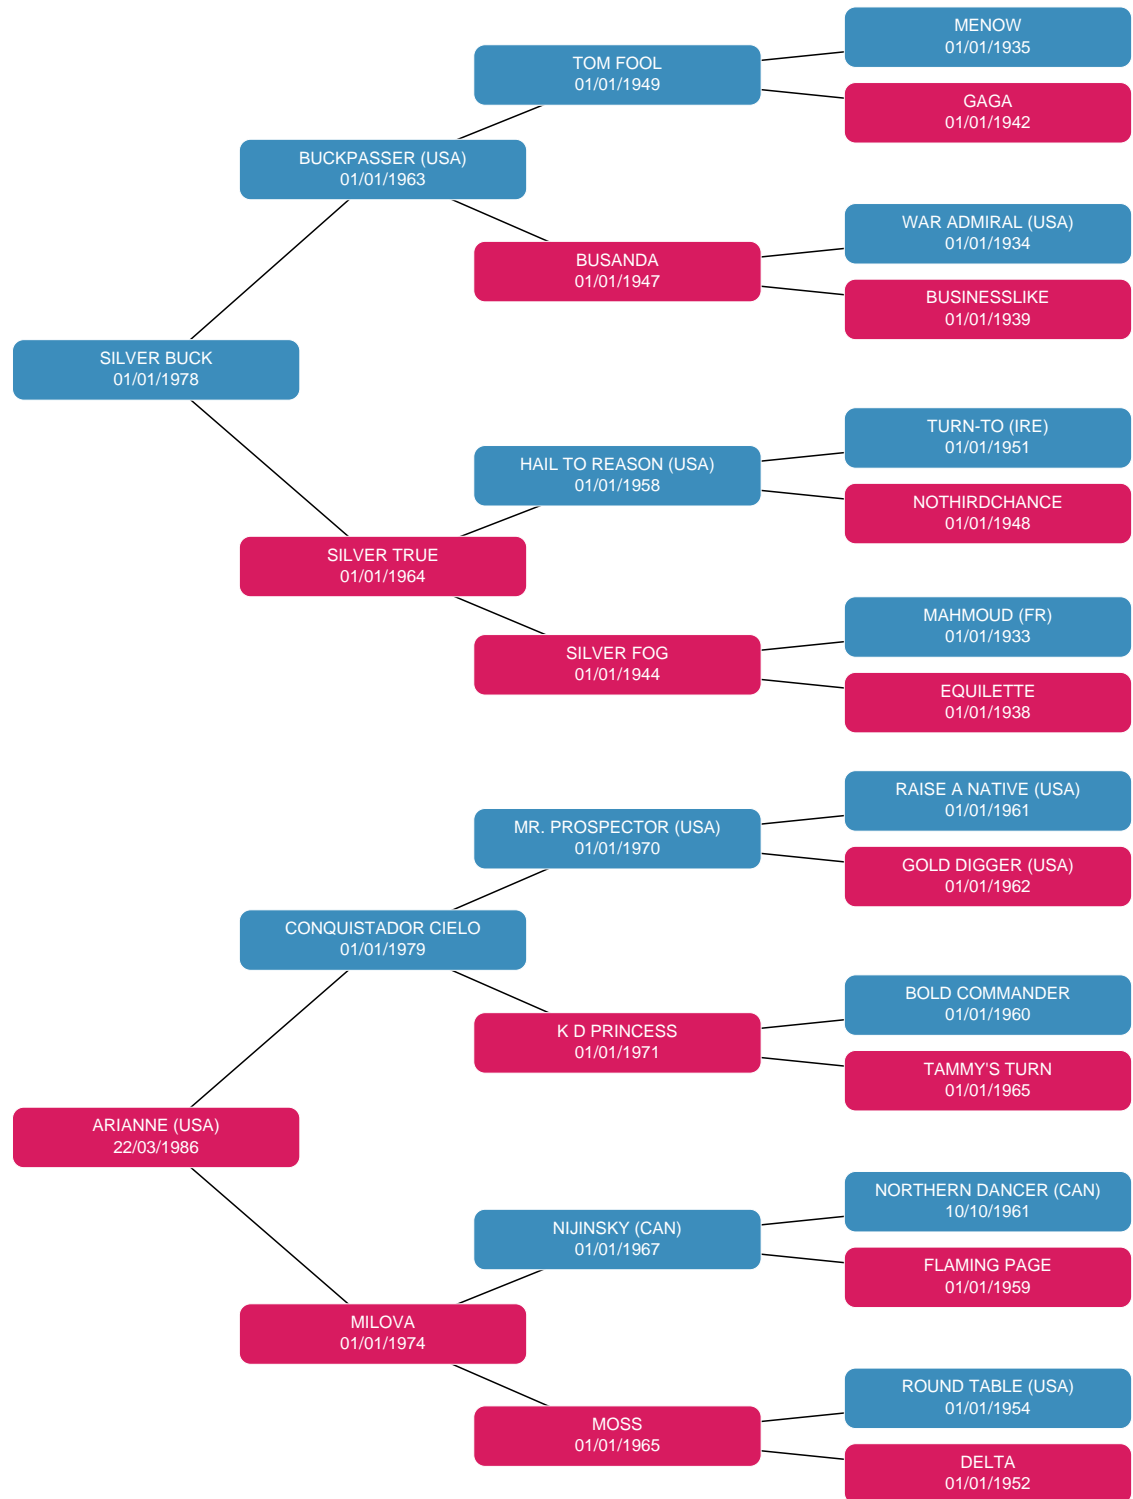 MENOW
01/01/1935
TOM FOOL
01/01/1949
GAGA
01/01/1942
BUCKPASSER (USA)
01/01/1963
WAR ADMIRAL (USA)
01/01/1934
BUSANDA
01/01/1947
BUSINESSLIKE
01/01/1939
SILVER BUCK
01/01/1978
TURN-TO (IRE)
01/01/1951
HAIL TO REASON (USA)
01/01/1958
NOTHIRDCHANCE
01/01/1948
SILVER TRUE
01/01/1964
MAHMOUD (FR)
01/01/1933
SILVER FOG
01/01/1944
EQUILETTE
01/01/1938
RAISE A NATIVE (USA)
01/01/1961
MR. PROSPECTOR (USA)
01/01/1970
GOLD DIGGER (USA)
01/01/1962
CONQUISTADOR CIELO
01/01/1979
BOLD COMMANDER
01/01/1960
K D PRINCESS
01/01/1971
TAMMY'S TURN
01/01/1965
ARIANNE (USA)
22/03/1986
NORTHERN DANCER (CAN)
10/10/1961
NIJINSKY (CAN)
01/01/1967
FLAMING PAGE
01/01/1959
MILOVA
01/01/1974
ROUND TABLE (USA)
01/01/1954
MOSS
01/01/1965
DELTA
01/01/1952